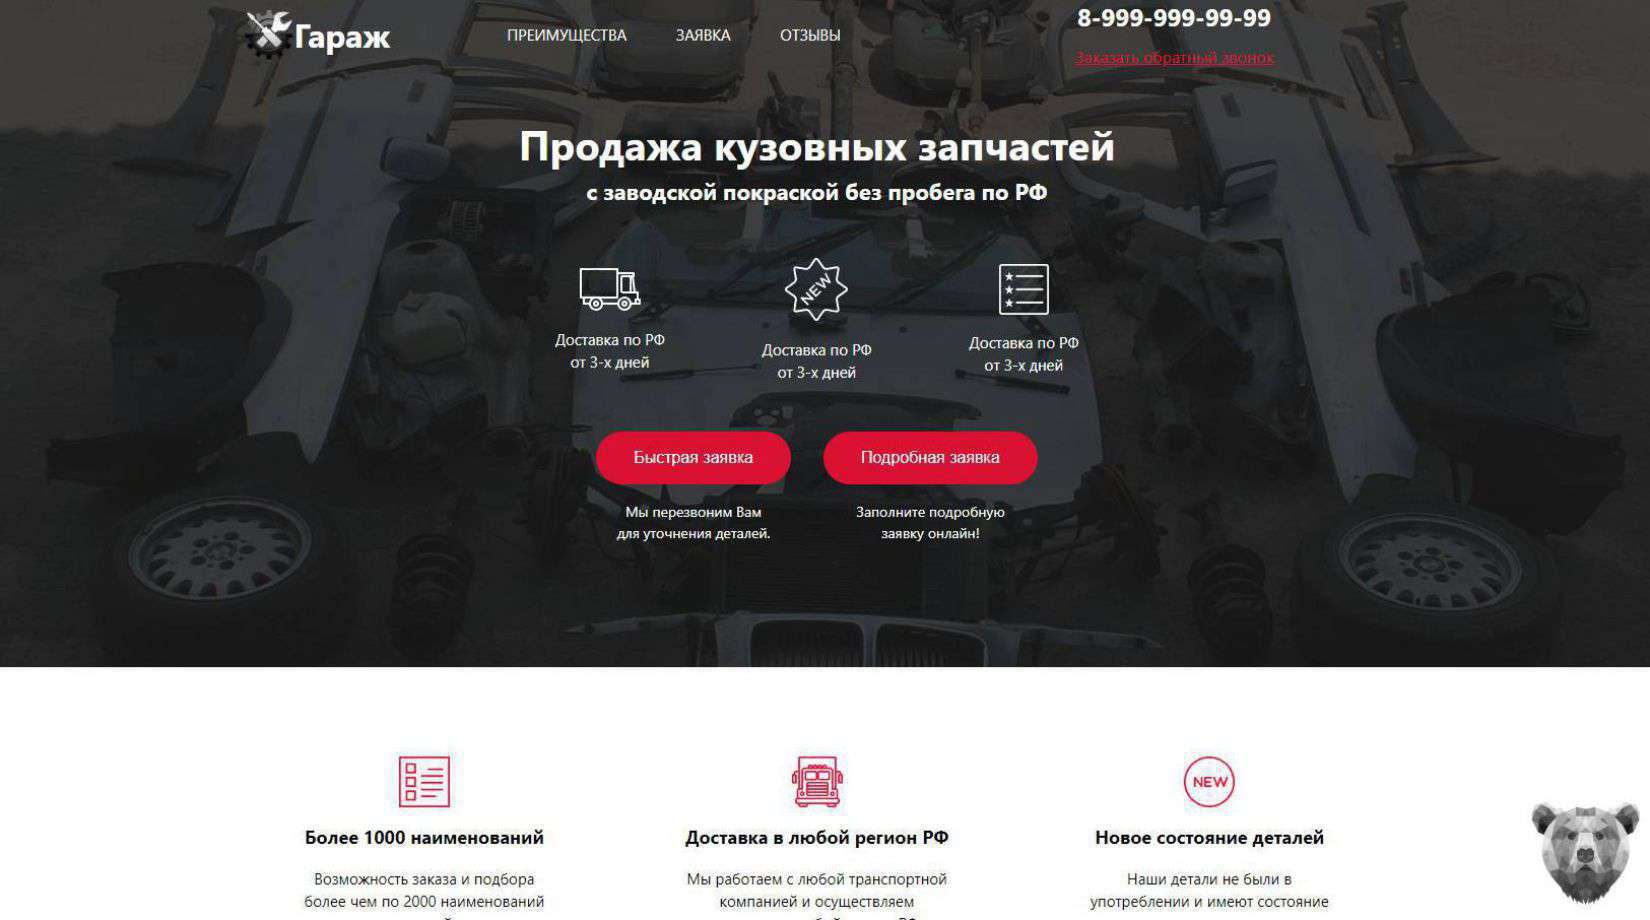 Гараж
ПРЕИМУЩЕСТВА ЗАЯВКА ОТЗЫВЫ
8-999-999-99-99
Заказать обратный звонок
Продажа кузовных запчастей
с заводской покраской без пробега по РФ
NEW
Доставка по РФ
от 3-х дней
Доставка по РФ
от 3-х дней
Доставка по РФ
от 3-х дней
Быстрая заявка
Подробная заявка
Мы перезвоним Вам
для уточнения деталей.
Заполните подробную
заявку онлайн!
NEW
Более 1000 наименований
Доставка в любой регион РФ
Новое состояние деталей
Возможность заказа и подбора
более чем по 2000 наименований
Мы работаем с любой транспортной
компанией и осуществляем
Наши детали не были в
употреблении и имеют состояние